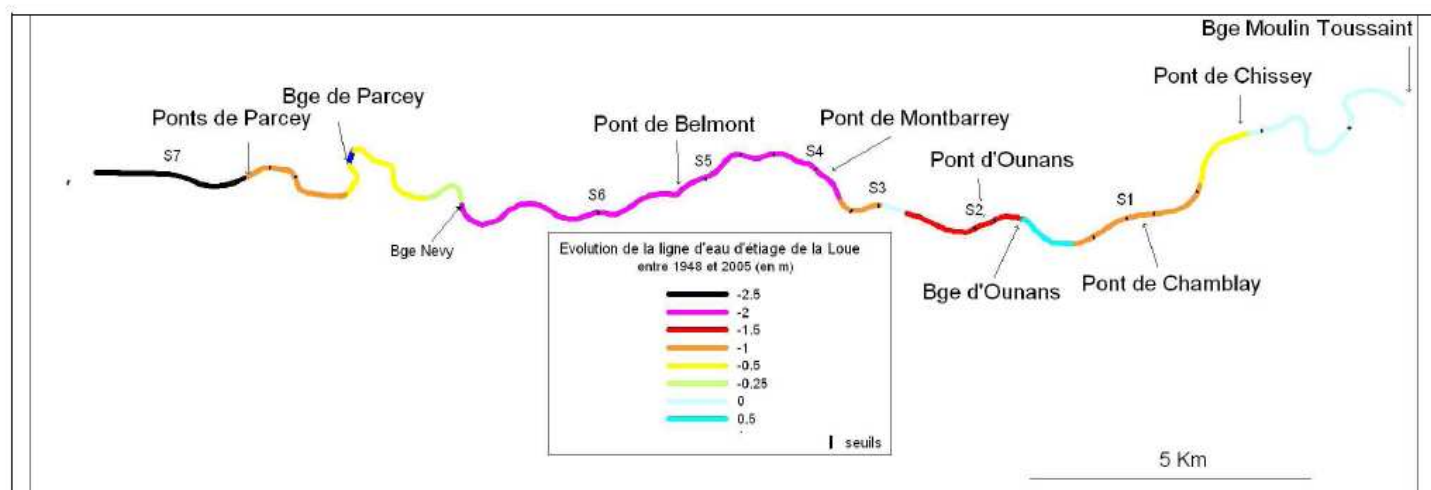 Bge Moulin Toussaint
Pont de Chissey
Bge de Parcey
Ponts de Parcey
Pont de Belmont
Pont de Montbarrey
Pont d'Ounans
S7
S6
S5
S4
S3
S2
S1
Bge Nevy
Bge d'Ounans
Pont de Chamblay
Evolution de la ligne d'eau d'étiage de la Loue
entre 1948 et 2005 (en m)
-2.5
-2
-1.5
-1
-0.5
-0.25
0
0.5
seuils
5 Km